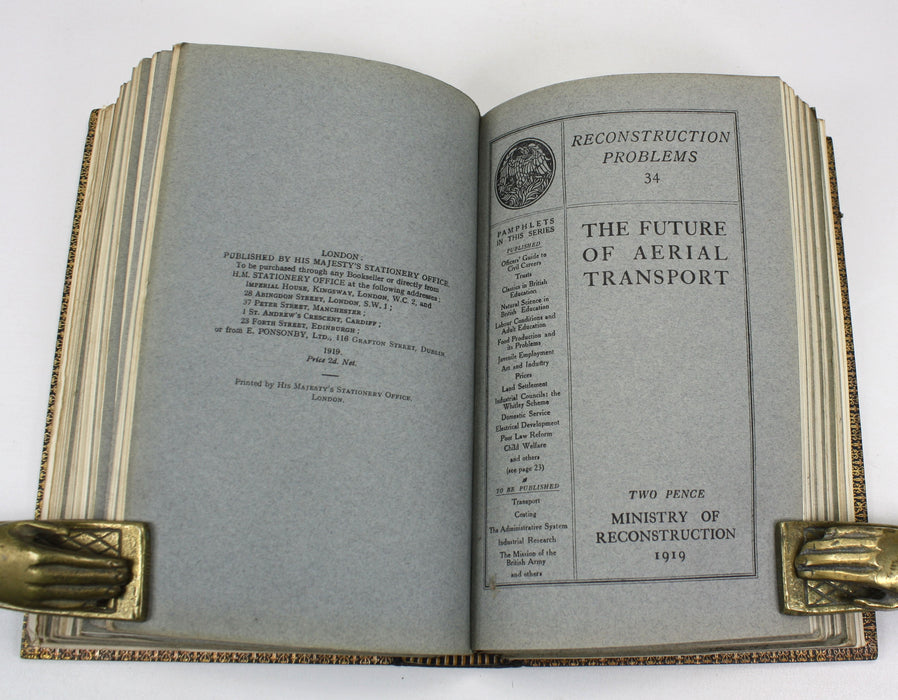 LONDON:
PUBLISHED BY HIS MAJESTY'S STATIONERY OFFICE.
To be purchased through any Bookseller or directly from
H.M. STATIONERY OFFICE at the following addresses:
IMPERIAL HOUSE, KINGSWAY, LONDON, W.C. 2, and
28 ABINGDON STREET, LONDON, S.W. 1;
37 PETER STREET, MANCHESTER;
1 ST. ANDREW'S CRESCENT, CARDIFF;
23 FORTH STREET, EDINBURGH;
or from E. PONSONBY, LTD., 116 GRAFTON STREET, DUBLIN.
1919.
Price 2d. Net.
Printed by HIS MAJESTY'S STATIONERY OFFICE.
LONDON.
RECONSTRUCTION
PROBLEMS
34
PAMPHLETS
IN THIS SERIES
PUBLISHED
Officers' Guide to
Civil Careers
Trusts
Classics in British
Education
Natural Science in
British Education
Labour Conditions and
Adult Education
Food Production and
its Problems
Juvenile Employment
Art and Industry
Prices
Land Settlement
Industrial Councils: the
Whitley Scheme
Domestic Service
Electrical Development
Poor Law Reform
Child Welfare
and others
(see page 23)
TO BE PUBLISHED
Transport
Costing
The Administrative System
Industrial Research
The Mission of the
British Army
and others
THE FUTURE
OF AERIAL
TRANSPORT
TWO PENCE
MINISTRY OF
RECONSTRUCTION
1919